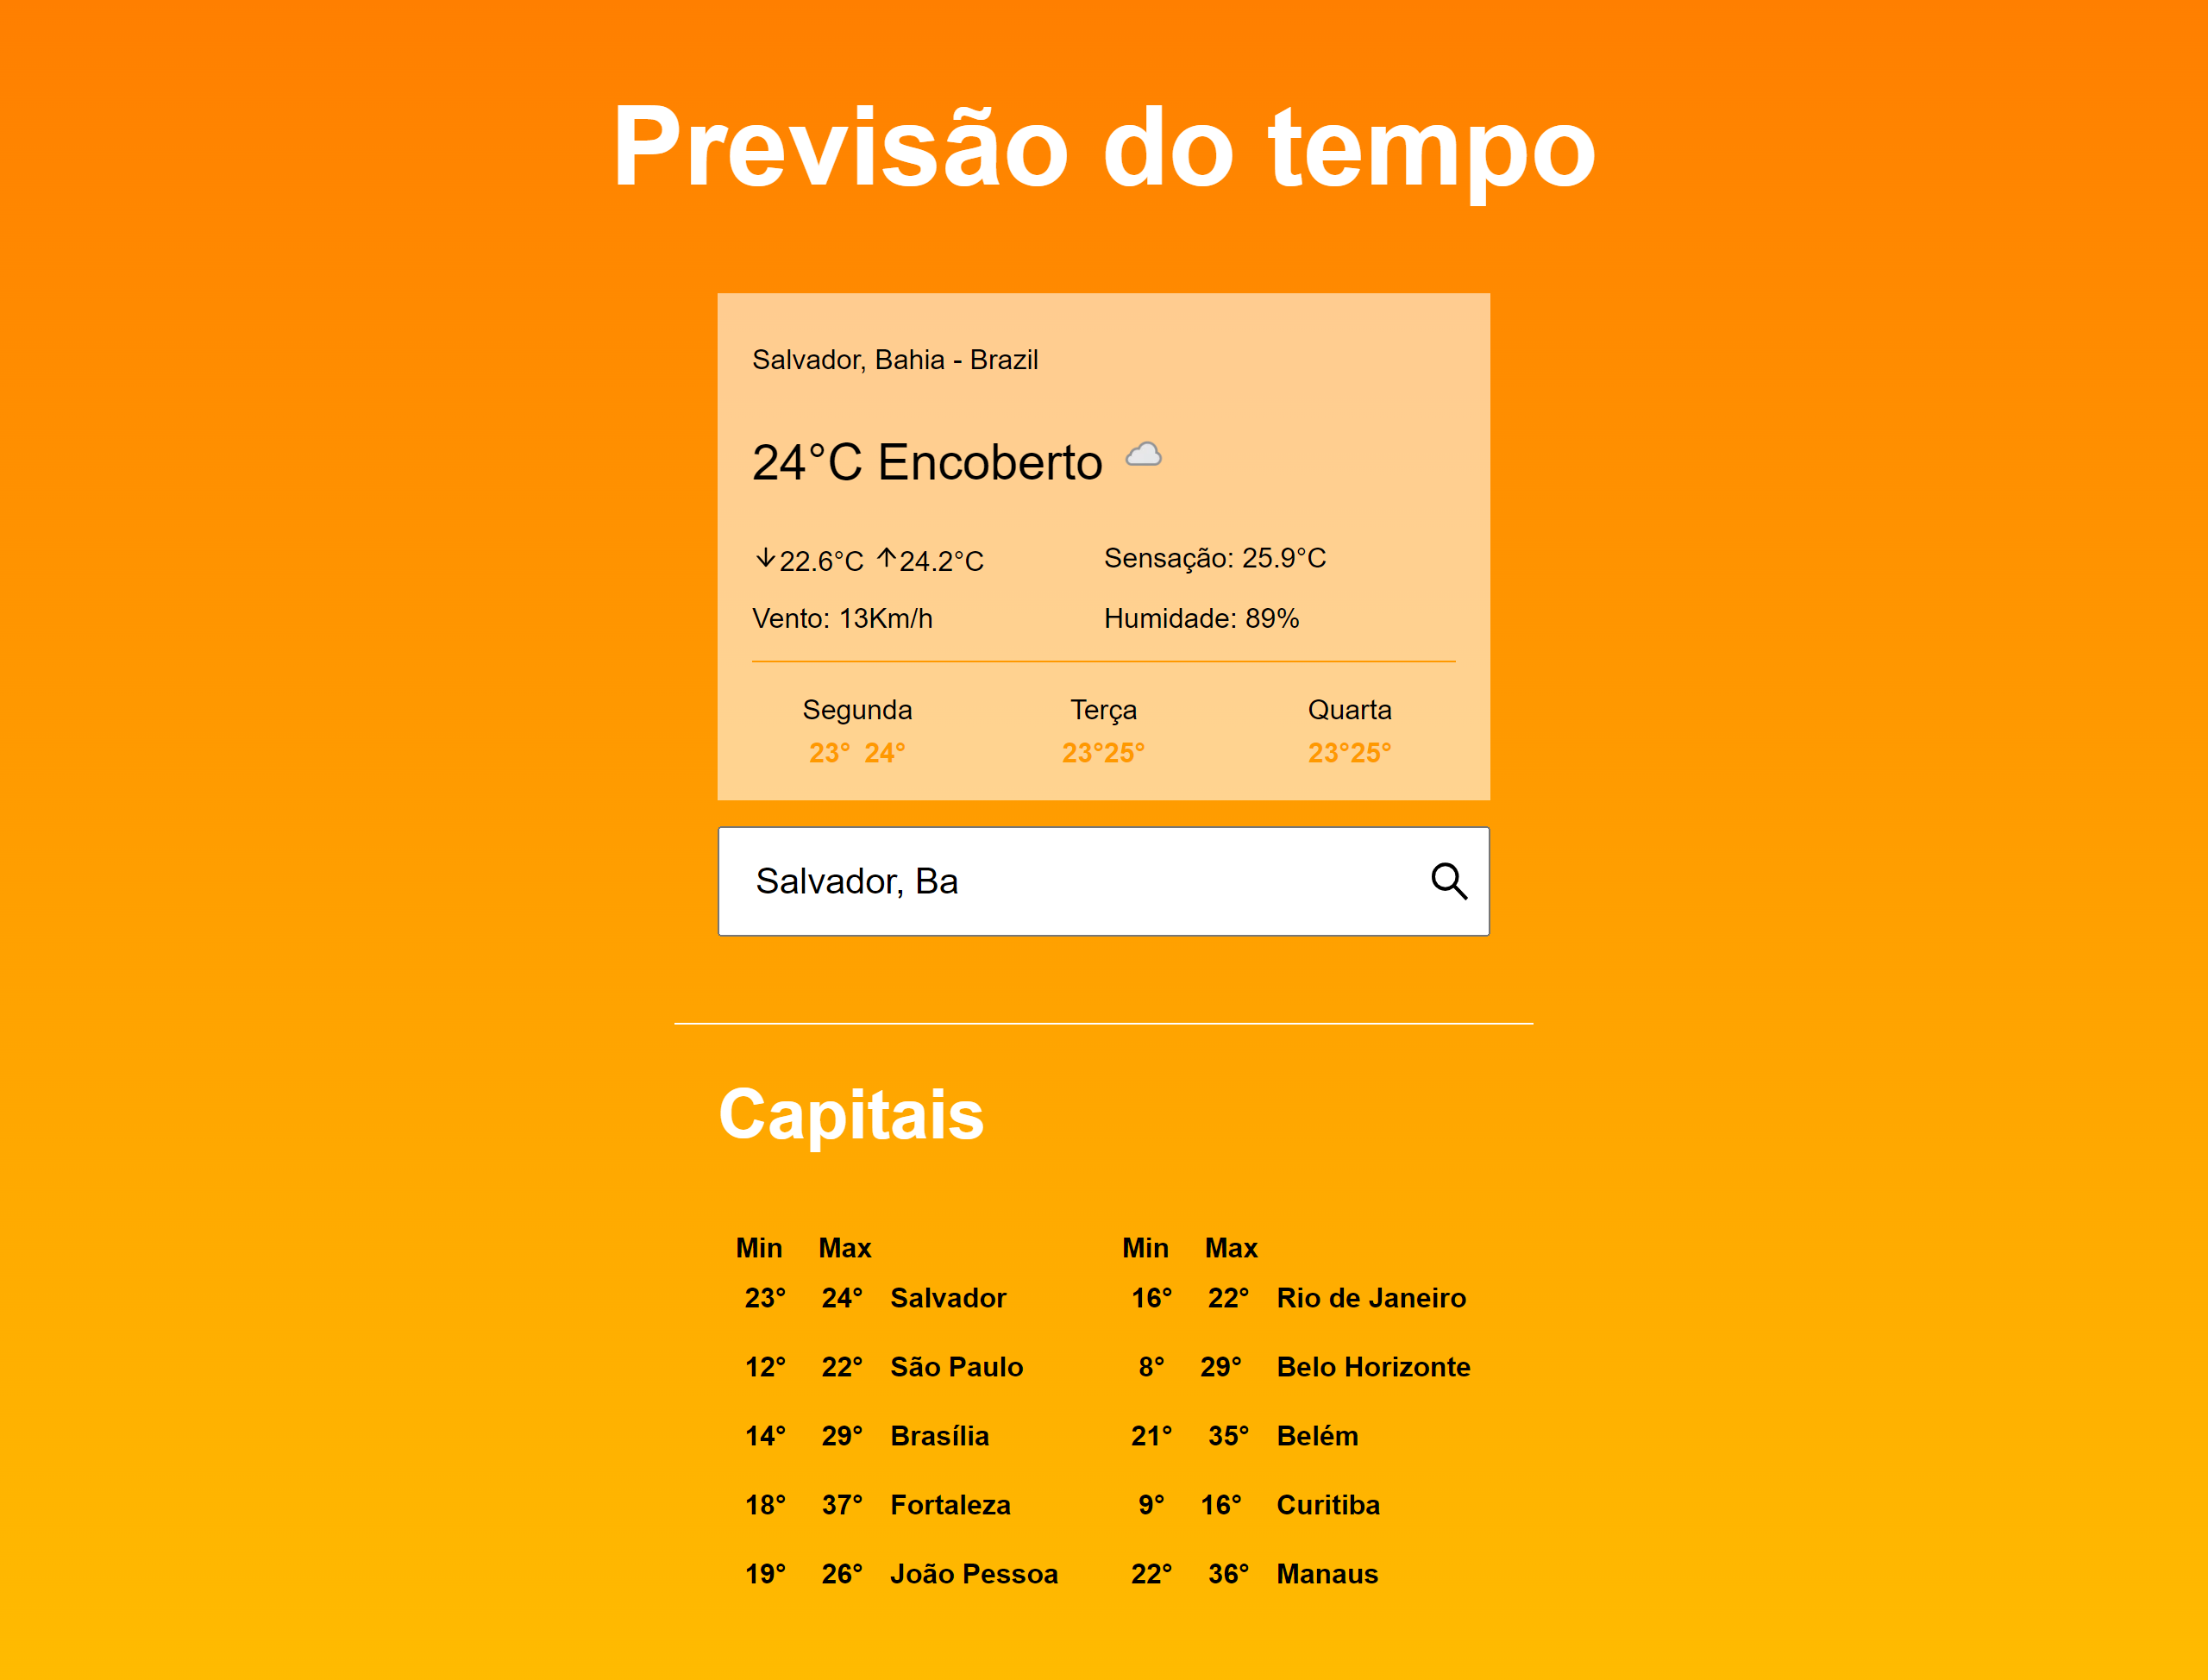 Previsão do tempo
Salvador, Bahia - Brazil
24°C Encoberto
22.6°C 24.2°C Sensação: 25.9°C
Vento: 13Km/h Humidade: 89%
Segunda Terça Quarta
23° 24° 23°25° 23°25°
Salvador, Ba
Capitais
Min Max Min Max
23° 24° Salvador 16° 22° Rio de Janeiro
12° 22° São Paulo 8° 29° Belo Horizonte
14° 29° Brasília 21° 35° Belém
18° 37° Fortaleza 9° 16° Curitiba
19° 26° João Pessoa 22° 36° Manaus